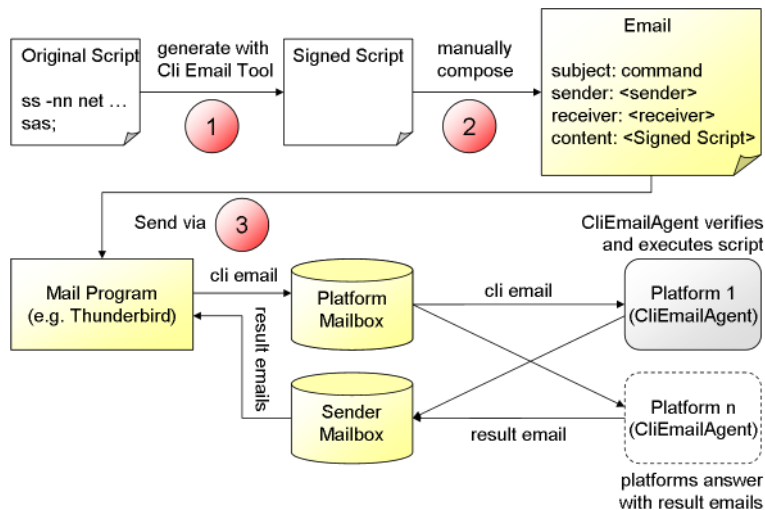 Original Script
ss -nn net ...
sas;
generate with
Cli Email Tool
1
Signed Script
manually
compose
2
Email
subject: command
sender: <sender>
receiver: <receiver>
content: <Signed Script>
Send via
3
CliEmailAgent verifies
and executes script
Mail Program
(e.g. Thunderbird)
cli email
result
emails
Platform
Mailbox
cli email
Platform 1
(CliEmailAgent)
Sender
Mailbox
result email
Platform n
(CliEmailAgent)
platforms answer
with result emails